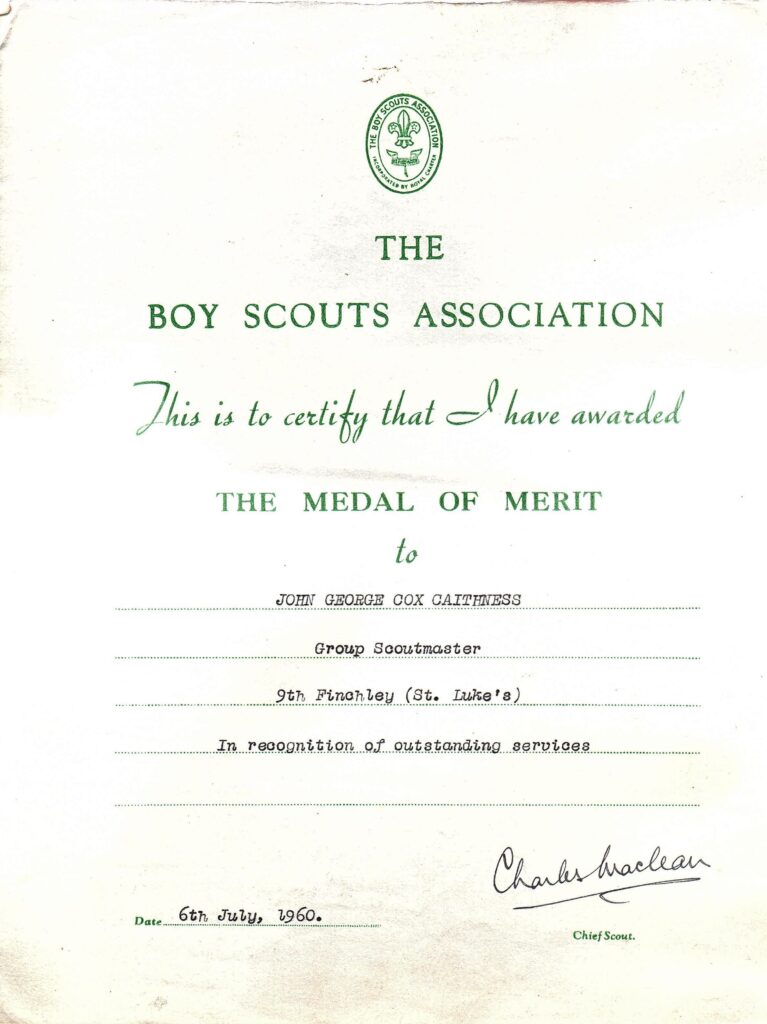 THE BOY SCOUTS ASSOCIATION
INCORPORATED BY ROYAL CHARTER
THE
BOY SCOUTS ASSOCIATION
This is to certify that I have awarded
THE MEDAL OF MERIT
to
JOHN GEORGE COX CAITHNESS
Group Scoutmaster
9th Finchley (St. Luke's)
In recognition of outstanding services
Charles Maclean
Date 6th July, 1960.
Chief Scout.